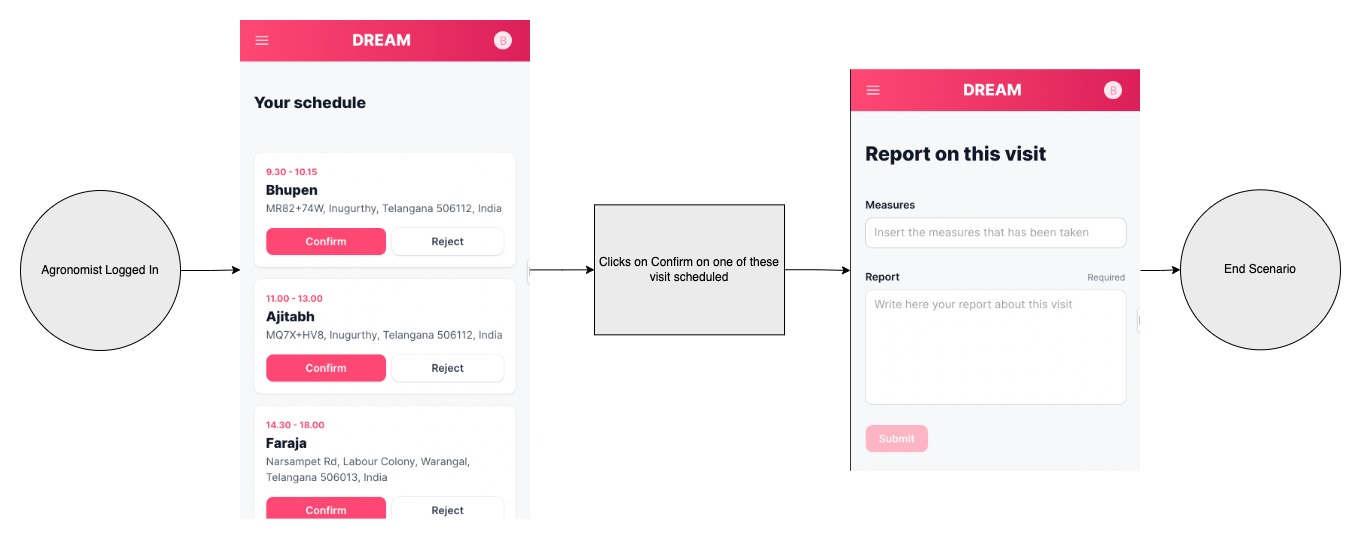 Agronomist Logged In
DREAM
B
Your schedule
9.30 - 10.15
Bhupen
MR82+74W, Inugurthy, Telangana 506112, India
Confirm
Reject
11.00 - 13.00
Ajitabh
MQ7X+HV8, Inugurthy, Telangana 506112, India
Confirm
Reject
14.30 - 18.00
Faraja
Narsampet Rd, Labour Colony, Warangal,
Telangana 506013, India
Confirm
Reject
Clicks on Confirm on one of these
visit scheduled
DREAM
B
Report on this visit
Measures
Insert the measures that has been taken
Report
Required
Write here your report about this visit
Submit
End Scenario